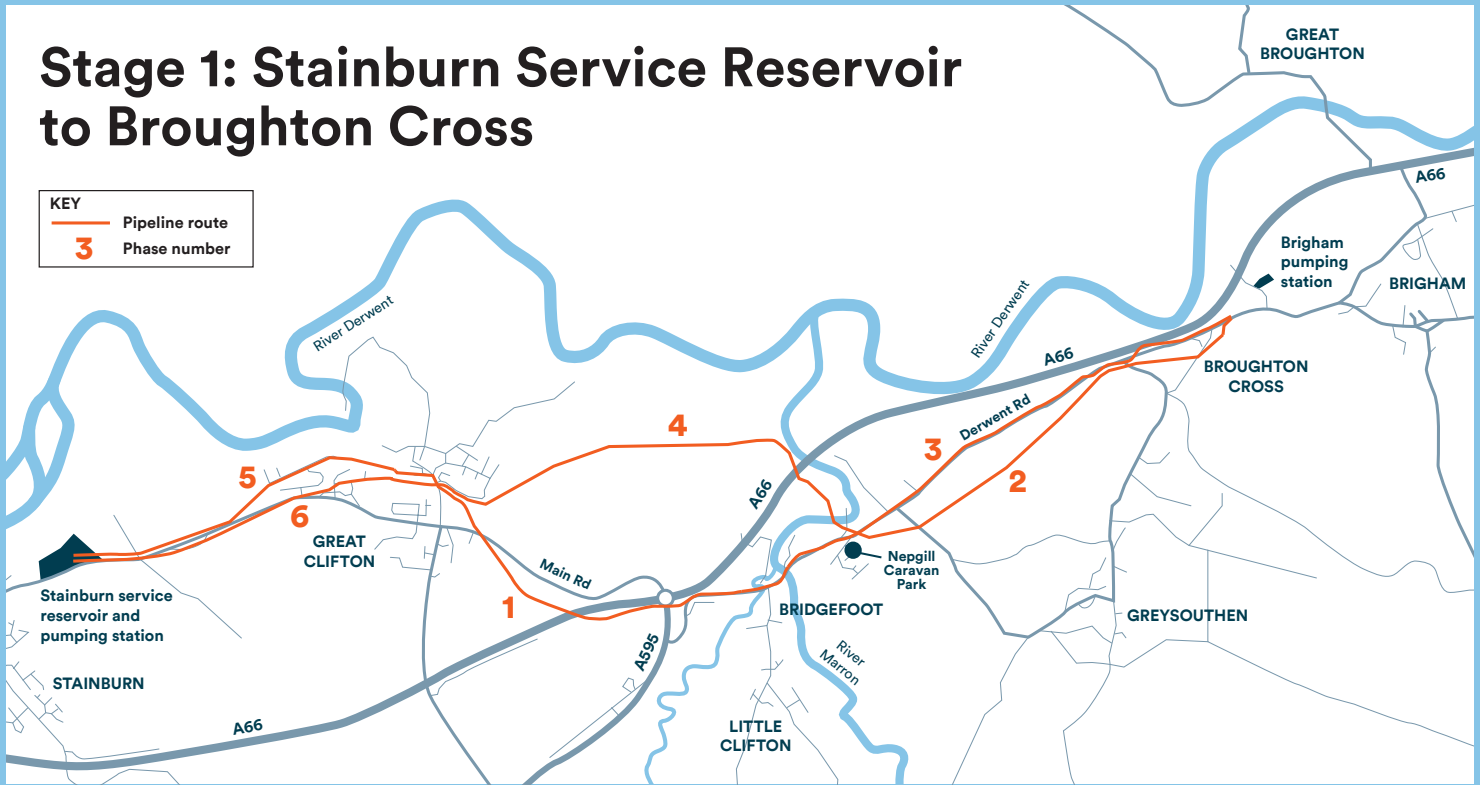 Stage 1: Stainburn Service Reservoir
to Broughton Cross
KEY
Pipeline route
3
Phase number
GREAT
BROUGHTON
A66
Brigham
pumping
station
BRIGHAM
River Derwent
River Derwent
A66
BROUGHTON
CROSS
Derwent Rd
4
3
2
5
6
A66
GREAT
CLIFTON
Main Rd
Nepgill
Caravan
Park
Stainburn service
reservoir and
pumping station
1
BRIDGEFOOT
GREYSOUTHEN
A595
River
Marron
STAINBURN
A66
LITTLE
CLIFTON